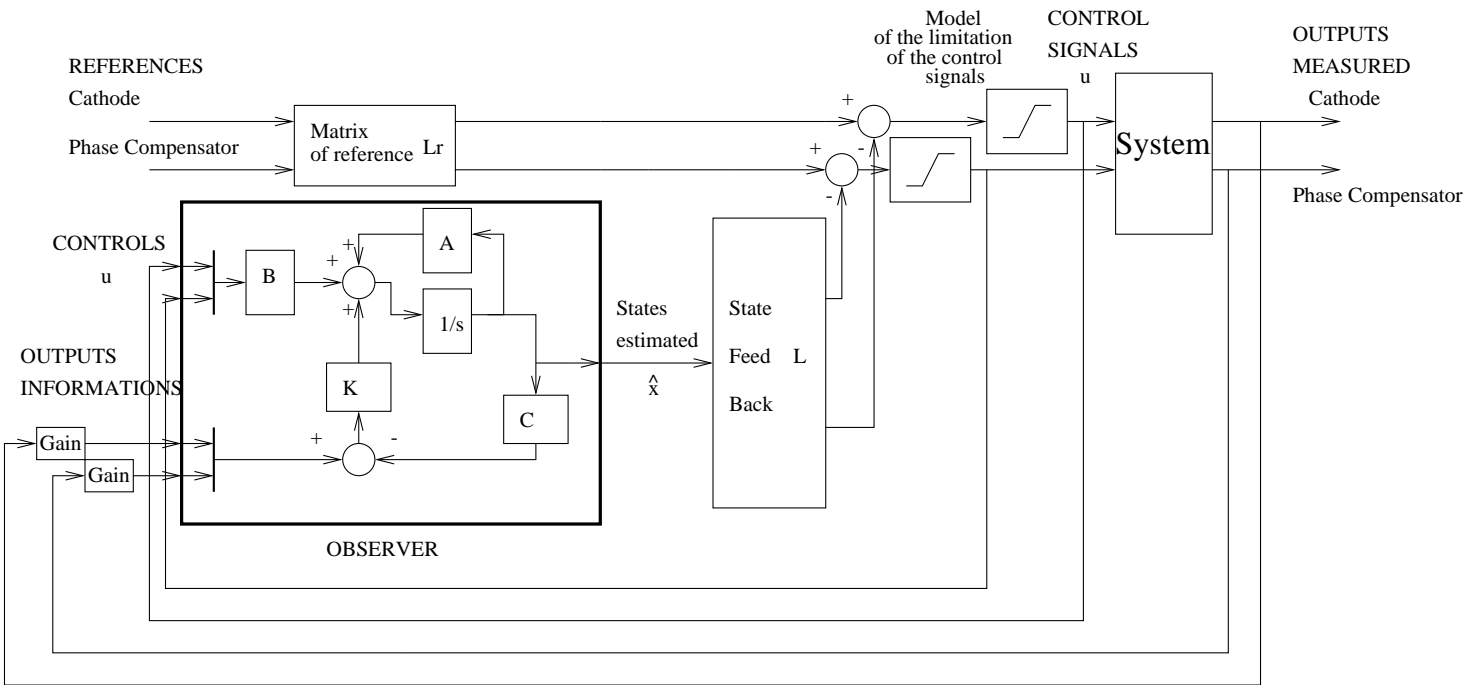 REFERENCES
Cathode
Phase Compensator
Matrix
of reference Lr
+
+
-
-
Model
of the limitation
of the control
signals
CONTROL
SIGNALS
u
System
OUTPUTS
MEASURED
Cathode
Phase Compensator
CONTROLS
u
B
+
+
+
A
1/s
K
C
+
-
OUTPUTS
INFORMATIONS
Gain
Gain
OBSERVER
States
estimated
^
x
State
Feed L
Back